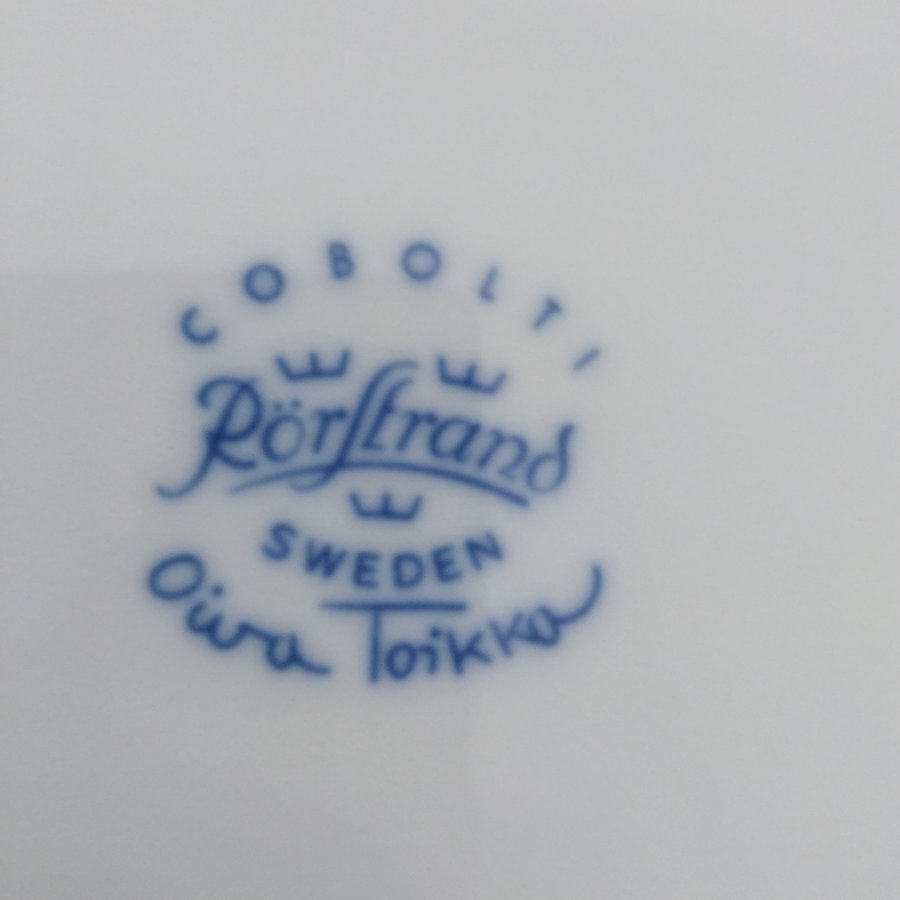 COBOLTI
Rörstrand
SWEDEN
Oiva Toikka